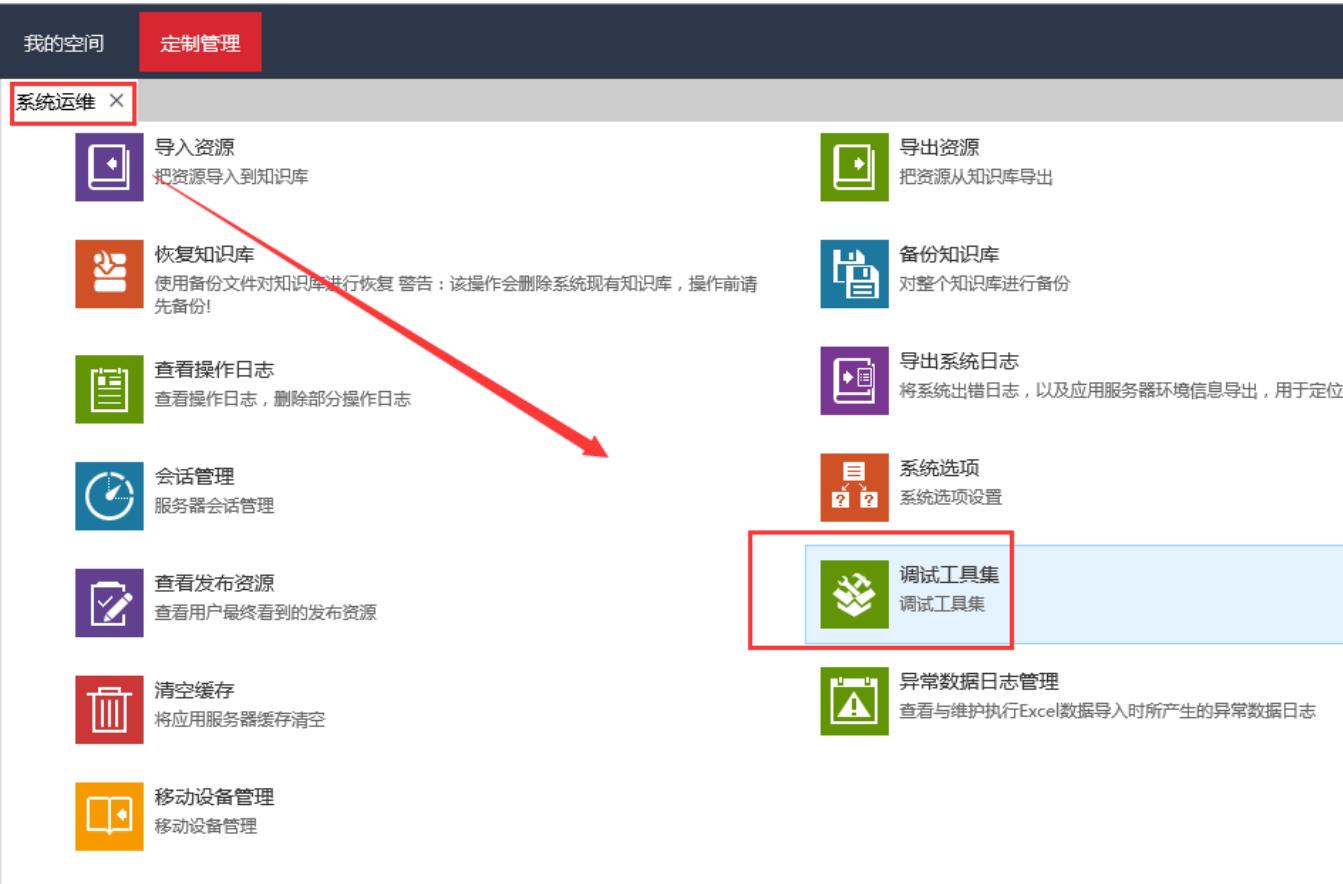 我的空间
定制管理
系统运维
导入资源
把资源导入到知识库
导出资源
把资源从知识库导出
恢复知识库
使用备份文件对知识库进行恢复 警告：该操作会删除系统现有知识库，操作前请
先备份!
备份知识库
对整个知识库进行备份
查看操作日志
查看操作日志，删除部分操作日志
导出系统日志
将系统出错日志，以及应用服务器环境信息导出，用于定位
会话管理
服务器会话管理
系统选项
系统选项设置
查看发布资源
查看用户最终看到的发布资源
调试工具集
调试工具集
清空缓存
将应用服务器缓存清空
异常数据日志管理
查看与维护执行Excel数据导入时所产生的异常数据日志
移动设备管理
移动设备管理